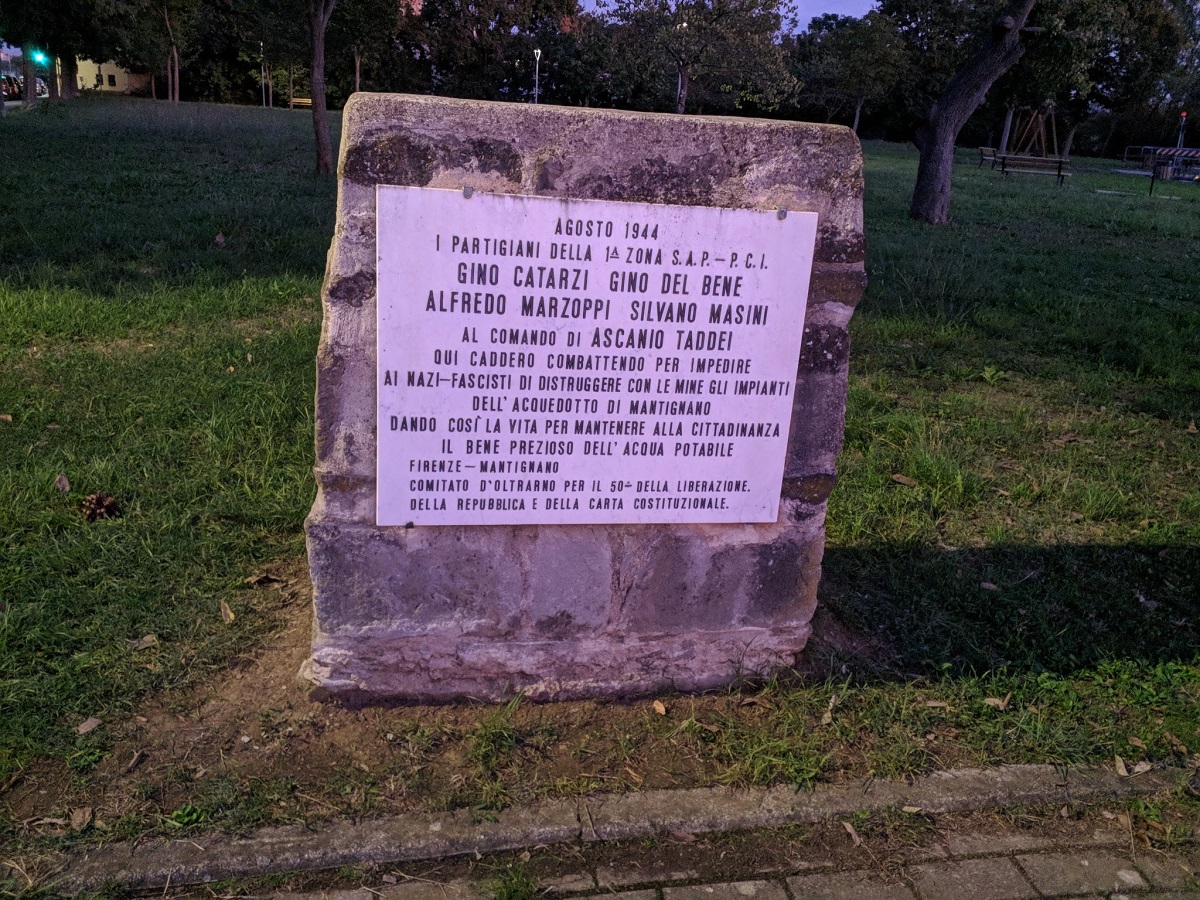 AGOSTO 1944
I PARTIGIANI DELLA 1ª ZONA S.A.P.-P.C.I.
GINO CATARZI GINO DEL BENE
ALFREDO MARZOPPI SILVANO MASINI
AL COMANDO DI ASCANIO TADDEI
QUI CADDERO COMBATTENDO PER IMPEDIRE
AI NAZI-FASCISTI DI DISTRUGGERE CON LE MINE GLI IMPIANTI
DELL'ACQUEDOTTO DI MANTIGNANO
DANDO COSÌ LA VITA PER MANTENERE ALLA CITTADINANZA
IL BENE PREZIOSO DELL'ACQUA POTABILE
FIRENZE-MANTIGNANO
COMITATO D'OLTRARNO PER IL 50º DELLA LIBERAZIONE.
DELLA REPUBBLICA E DELLA CARTA COSTITUZIONALE.